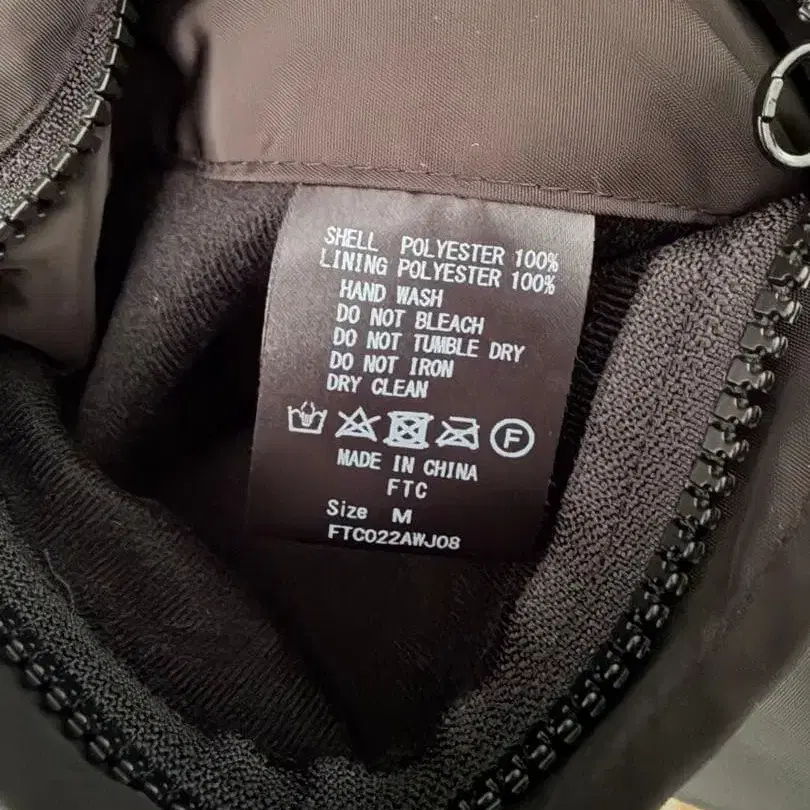 SHELL POLYESTER 100%
LINING POLYESTER 100%
HAND WASH
DO NOT BLEACH
DO NOT TUMBLE DRY
DO NOT IRON
DRY CLEAN
F
MADE IN CHINA
FTC
Size M
FTC022AWJ08